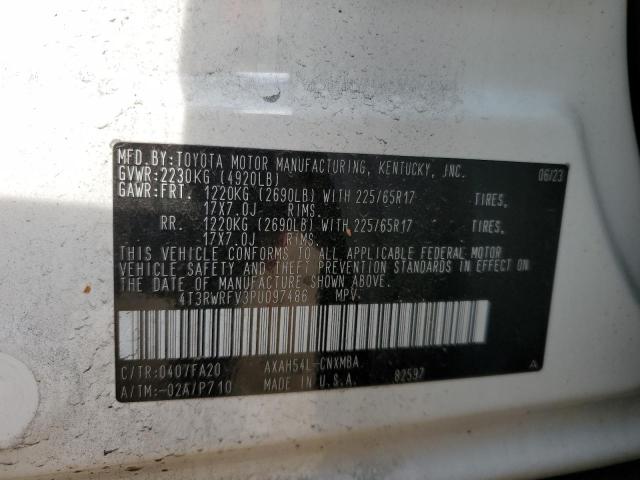 MFD.BY:TOYOTA MOTOR MANUFACTURING, KENTUCKY, INC. 06/23
GVWR:2230KG (4920LB)
GAWR:FRT. 1220KG (2690LB) WITH 225/65R17 TIRES,
17X7.0J RIMS.
RR. 1220KG (2690LB) WITH 225/65R17 TIRES,
17X7.0J RIMS.
THIS VEHICLE CONFORMS TO ALL APPLICABLE FEDERAL MOTOR
VEHICLE SAFETY AND THEFT PREVENTION STANDARDS IN EFFECT ON
THE DATE OF MANUFACTURE SHOWN ABOVE.
4T3RWRFV3PU097486 MPV
C/TR:0407FA20 AXAH54L-CNXMBA A
A/TM:-02A/P710 MADE IN U.S.A. 82592